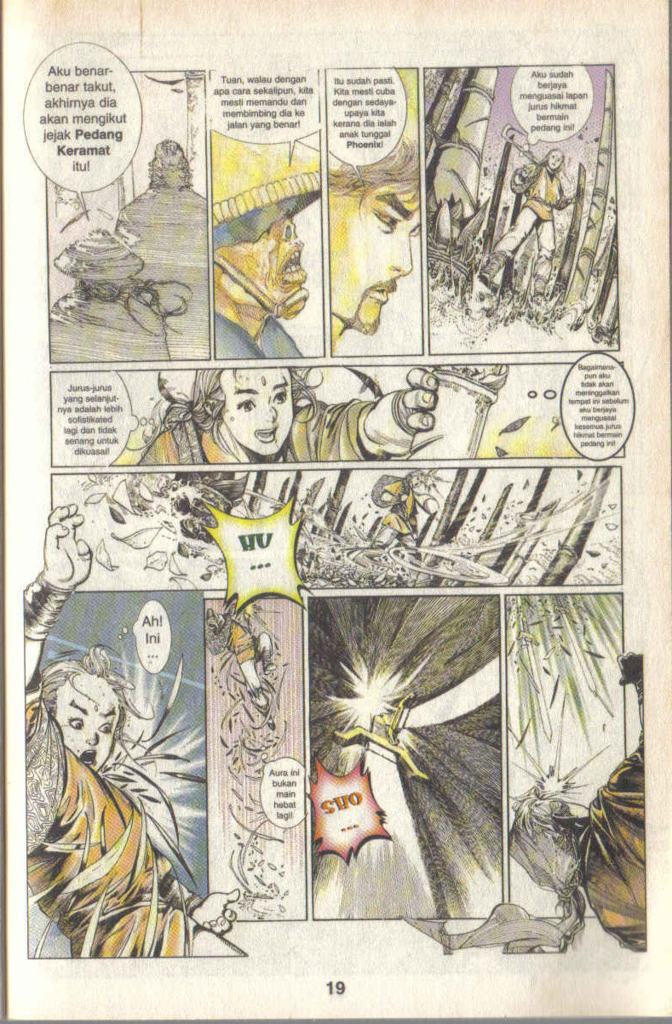 Aku benar-
benar takut,
akhirnya dia
akan mengikut
jejak Pedang
Keramat
itu!
Tuan, walau dengan
apa cara sekalipun, kita
mesti memandu dan
membimbing dia ke
jalan yang benar!
Itu sudah pasti.
Kita mesti cuba
dengan sedaya-
upaya kita
kerana dia ialah
anak tunggal
Phoenix!
Aku sudah
berjaya
menguasai lapan
jurus hikmat
bermain
pedang ini!
Jurus-jurus
yang selanjut-
nya adalah lebih
sofistikated
lagi dan tidak
senang untuk
dikuasai!
Bagaimana-
pun aku
tidak akan
meninggalkan
tempat ini sebelum
aku berjaya
menguasai
kesemua jurus
hikmat bermain
pedang ini!
HU
...
Ah!
Ini
...
Aura ini
bukan
main
hebat
lagi!
SUO
...
19